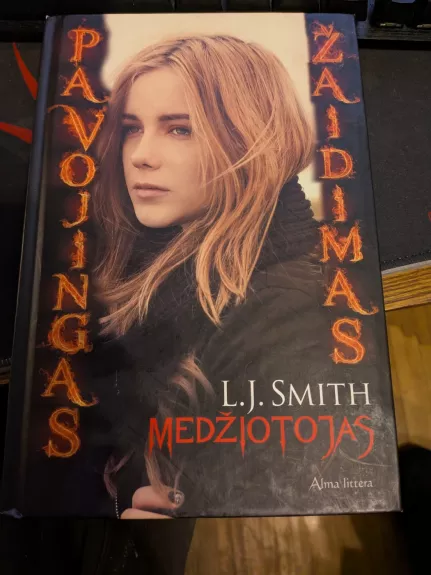 PAVOJINGAS
ŽAIDIMAS
L.J. SMITH
MEDŽIOTOJAS
Alma littera